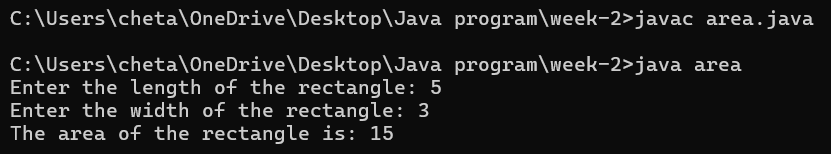 C:\Users\cheta\OneDrive\Desktop\Java program\week-2>javac area.java
C:\Users\cheta\OneDrive\Desktop\Java program\week-2>java area
Enter the length of the rectangle: 5
Enter the width of the rectangle: 3
The area of the rectangle is: 15